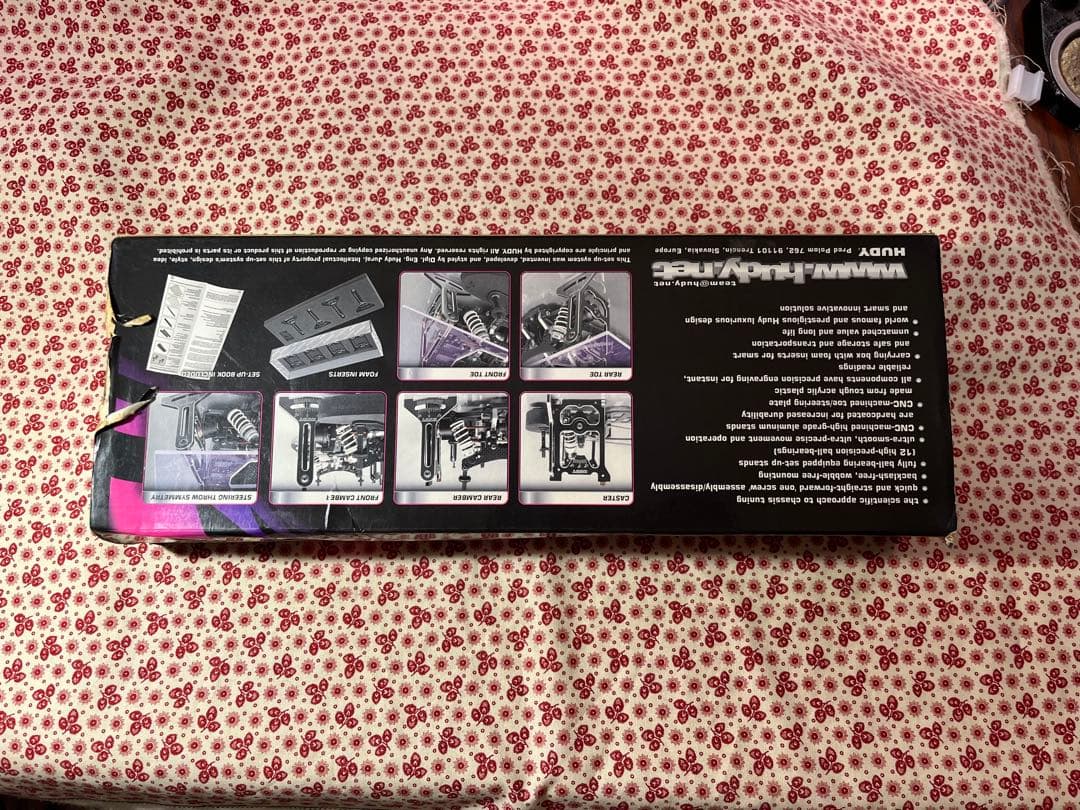 the scientific approach to chassis tuning
quick and straight-forward, one screw assembly/disassembly
backlash-free, wobble-free mounting
fully ball-bearing equipped set-up stands
(12 high-precision ball-bearings)
ultra-smooth, ultra-precise movement and operation
CNC-machined high-grade aluminum stands
are hardcoated for increased durability
CNC-machined toe/steering plate
made from tough acrylic plastic
all components have precision engraving for instant,
reliable readings
carrying box with foam inserts for smart
and safe storage and transportation
unmatched value and long life
world famous and prestigious Hudy luxurious design
and smart innovative solution
team@hudy.net
www.hudy.net
HUDY, Pred Polom 762, 91101 Trencin, Slovakia, Europe
CASTER
REAR CAMBER
FRONT CAMBE
STEERING THROW SYMMETRY
REAR TOE
FRONT TOE
FOAM INSERTS
SET-UP BOOK INCLUDED
This set-up system was invented, developed, and styled by Dipl. Eng. Hudy Juraj. Intellectual property of this set-up system's design, style, idea
and principle are copyrighted by HUDY. All rights reserved. Any unauthorized copying or reproduction of this product or its parts is prohibited.